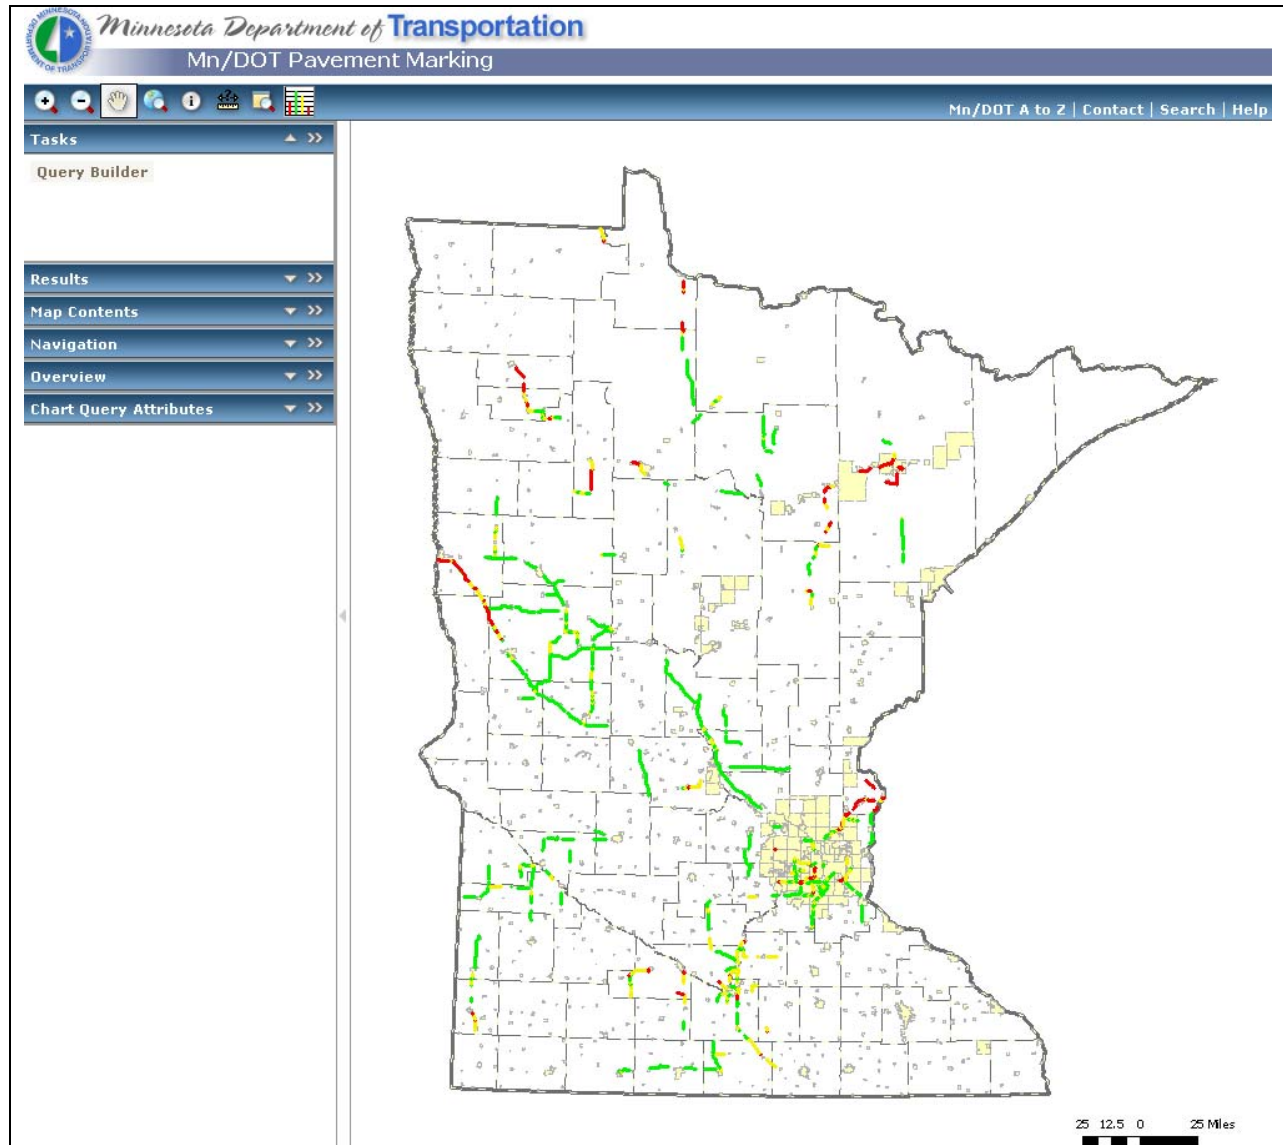 Minnesota Department of Transportation
Mn/DOT Pavement Marking
Mn/DOT A to Z | Contact | Search | Help
Tasks
Query Builder
Results
Map Contents
Navigation
Overview
Chart Query Attributes
25 12.5 0 25 Miles